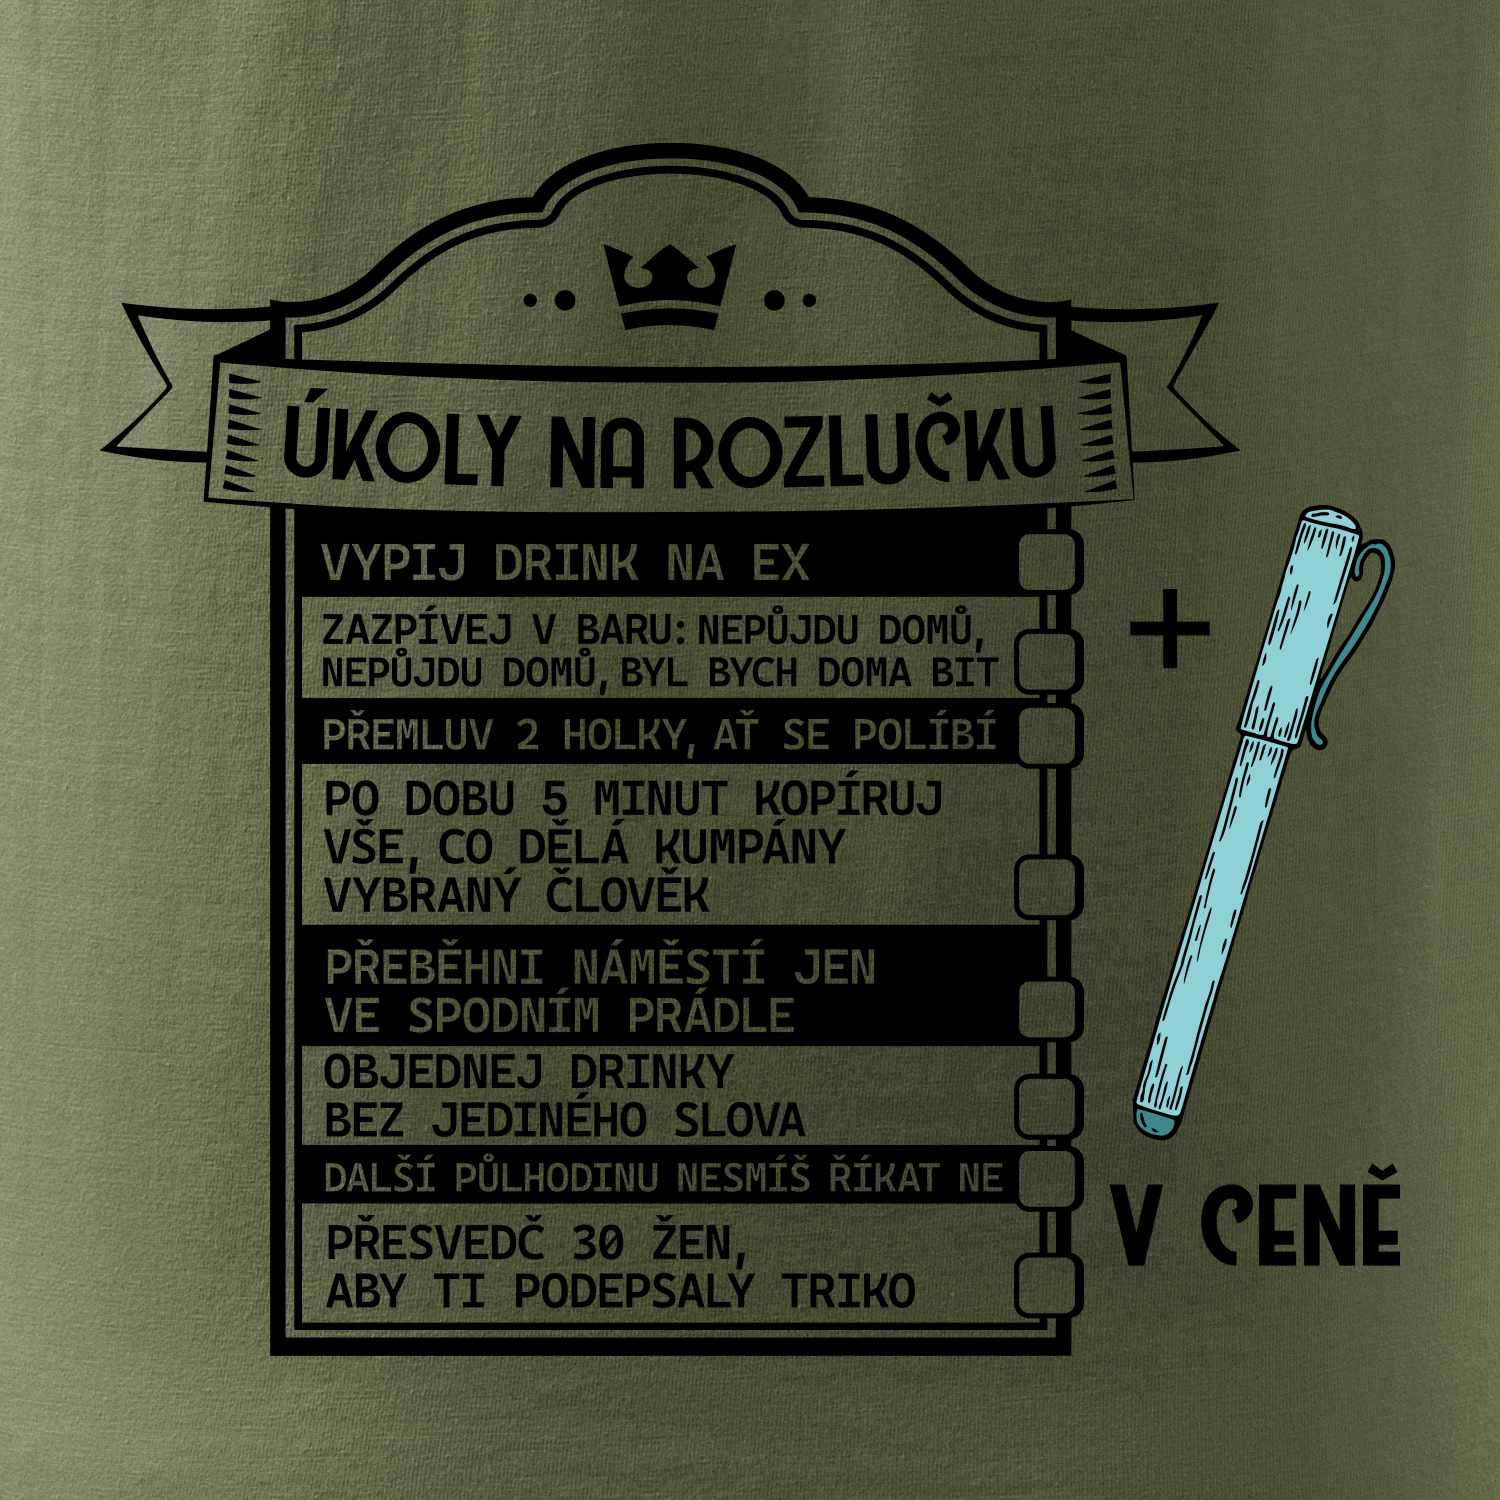 ÚKOLY NA ROZLUČKU
VYPIJ DRINK NA EX
ZAZPÍVEJ V BARU: NEPŮJDU DOMŮ,
NEPŮJDU DOMŮ, BYL BYCH DOMA BIT
PŘEMLUV 2 HOLKY, AŤ SE POLÍBÍ
PO DOBU 5 MINUT KOPÍRUJ
VŠE, CO DĚLÁ KUMPÁNY
VYBRANÝ ČLOVĚK
PŘEBĚHNI NÁMĚSTÍ JEN
VE SPODNÍM PRÁDLE
OBJEDNEJ DRINKY
BEZ JEDINÉHO SLOVA
DALŠÍ PŮLHODINU NESMÍŠ ŘÍKAT NE
PŘESVEDČ 30 ŽEN,
ABY TI PODEPSALY TRIKO
+
V CENĚ